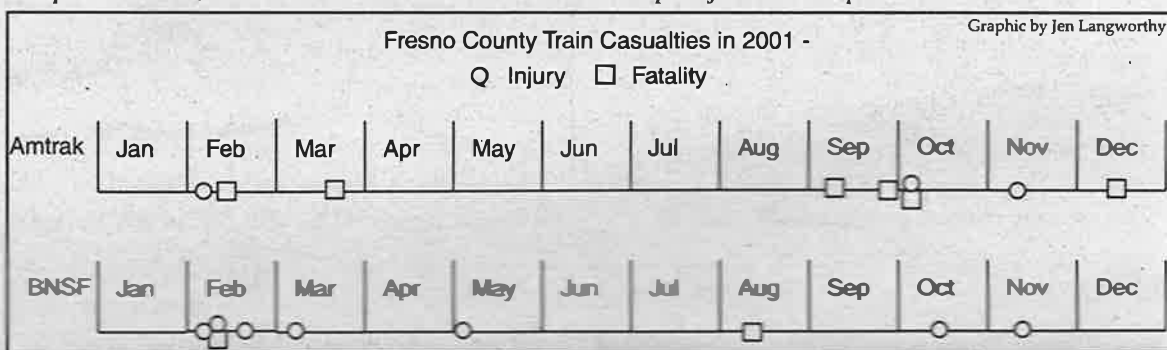 Graphic by Jen Langworthy
Fresno County Train Casualties in 2001 -
Injury Fatality
Amtrak Jan Feb Mar Apr May Jun Jul Aug Sep Oct Nov Dec
BNSF Jan Feb Mar Apr May Jun Jul Aug Sep Oct Nov Dec